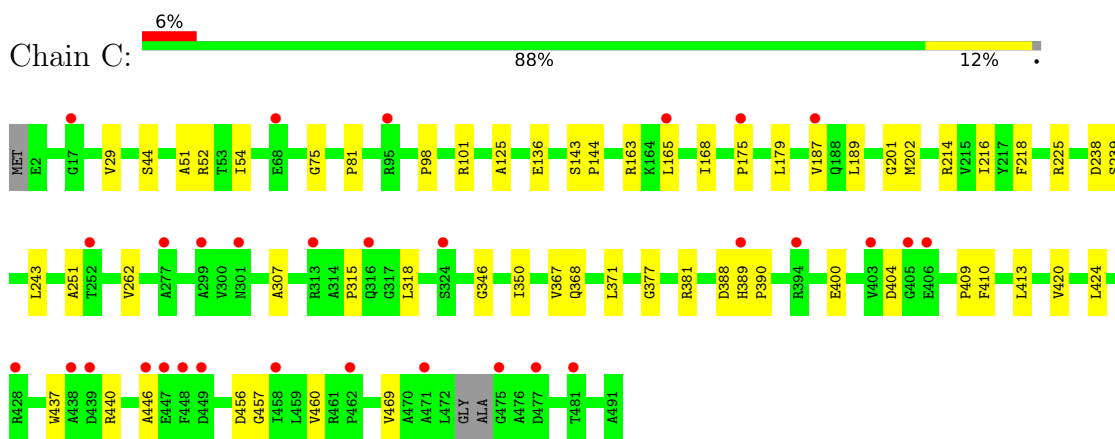 6%
Chain C:
88% 12% •
MET E2 G17 V29 S44 A51 R52 T53 I54 E68 G75 P81 R95 P98 R101 A125 E136 S143 P144 R163 K164 L165 I168 P175 L179 V187 Q188 L189 G201 M202 R214 V215 I216 Y217 F218 R225 D238 S239
L243 A251 T252 V262 A277 A299 V300 N301 A307 R313 A314 P315 Q316 G317 L318 S324 G346 I350 V367 Q368 L371 G377 R381 D388 H389 P390 R394 E400 V403 D404 G405 E406 P409 F410 L413 V420 L424
R428 W437 A438 D439 R440 A446 E447 F448 D449 D456 G457 I458 L459 V460 R461 P462 V469 A470 A471 L472 GLY ALA G475 A476 D477 T481 A491